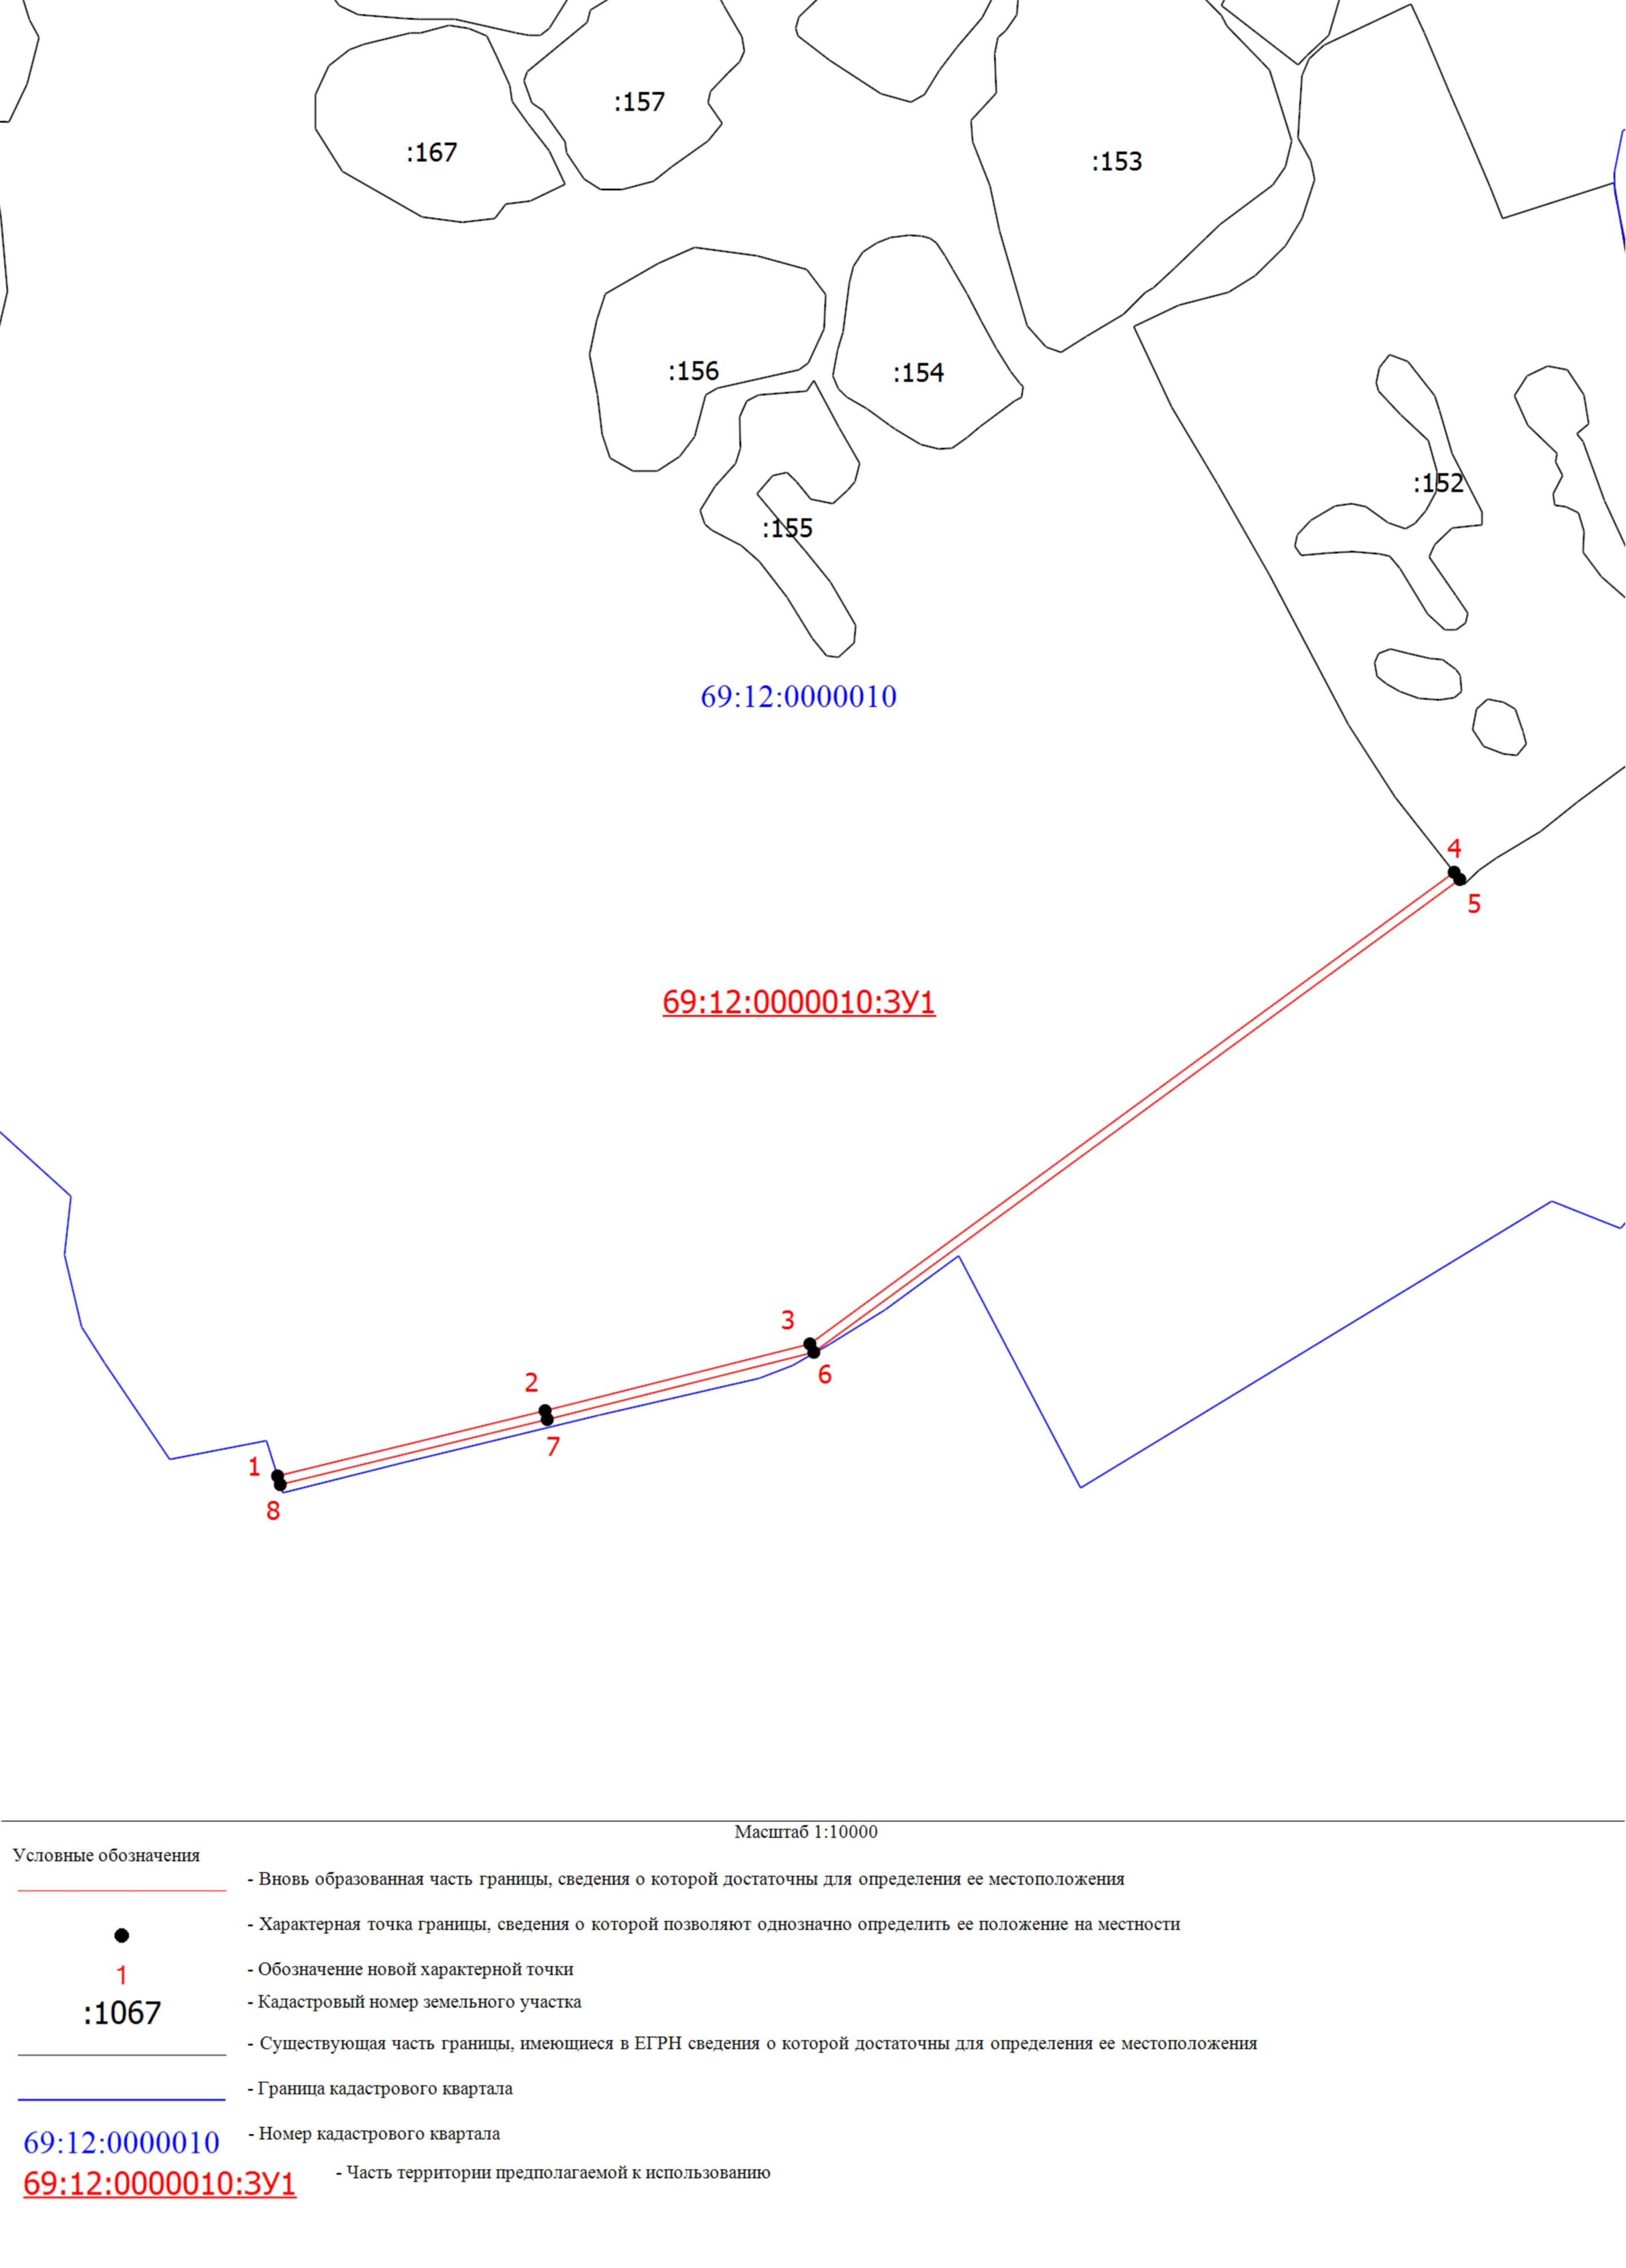 :157
:167
:153
:156
:154
:152
:155
69:12:0000010
4
5
69:12:0000010:ЗУ1
3
6
2
7
1
8
Масштаб 1:10000
Условные обозначения
- Вновь образованная часть границы, сведения о которой достаточны для определения ее местоположения
- Характерная точка границы, сведения о которой позволяют однозначно определить ее положение на местности
1 - Обозначение новой характерной точки
:1067 - Кадастровый номер земельного участка
- Существующая часть границы, имеющиеся в ЕГРН сведения о которой достаточны для определения ее местоположения
- Граница кадастрового квартала
69:12:0000010 - Номер кадастрового квартала
69:12:0000010:ЗУ1 - Часть территории предполагаемой к использованию